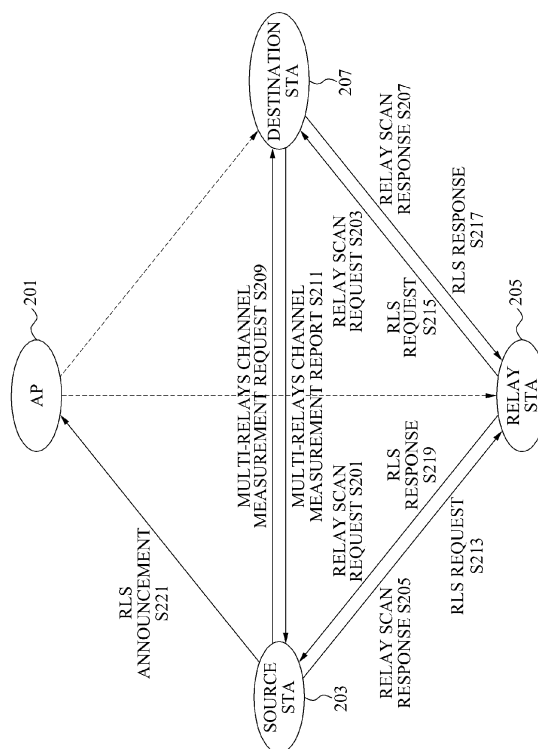 RLS
ANNOUNCEMENT
S221
SOURCE
STA
203
AP
201
MULTI-RELAYS CHANNEL
MEASUREMENT REQUEST S209
MULTI-RELAYS CHANNEL
MEASUREMENT REPORT S211
RELAY SCAN
REQUEST S201
RLS
RESPONSE
S219
RELAY SCAN
RESPONSE S205
RLS REQUEST
S213
RELAY SCAN
REQUEST S203
RLS
REQUEST
S215
RELAY SCAN
RESPONSE S207
RLS RESPONSE
S217
RELAY
STA
205
DESTINATION
STA
207